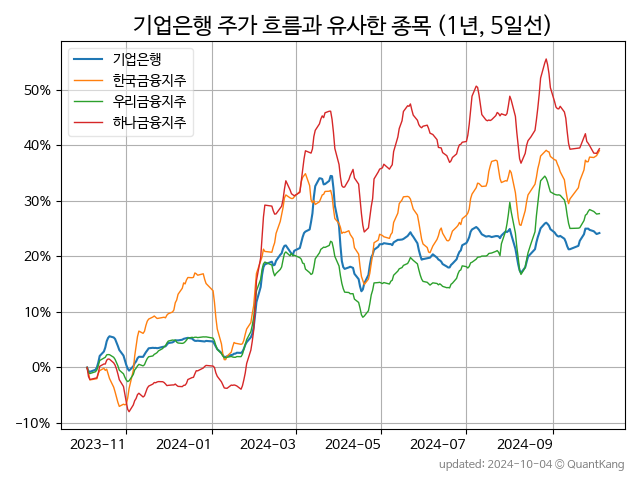 기업은행 주가 흐름과 유사한 종목 (1년, 5일선)
기업은행
한국금융지주
우리금융지주
하나금융지주
50%
40%
30%
20%
10%
0%
-10%
2023-11 2024-01 2024-03 2024-05 2024-07 2024-09
updated: 2024-10-04 © QuantKang